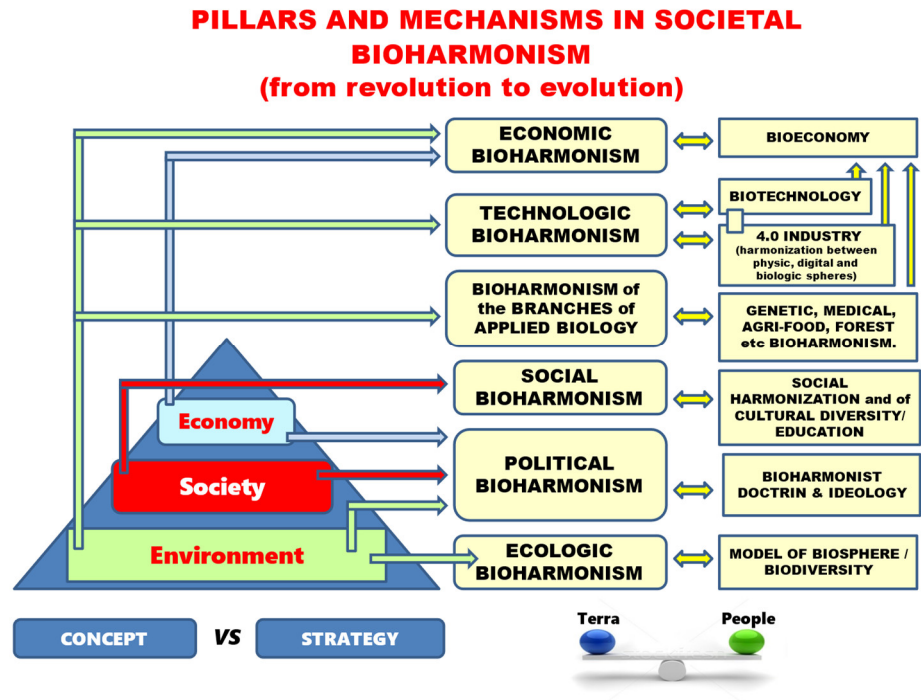 PILLARS AND MECHANISMS IN SOCIETAL
BIOHARMONISM
(from revolution to evolution)
ECONOMIC
BIOHARMONISM
BIOECONOMY
TECHNOLOGIC
BIOHARMONISM
BIOTECHNOLOGY
4.0 INDUSTRY
(harmonization between
physic, digital and
biologic spheres)
BIOHARMONISM of
the BRANCHES of
APPLIED BIOLOGY
GENETIC, MEDICAL,
AGRI-FOOD, FOREST
etc BIOHARMONISM.
SOCIAL
BIOHARMONISM
SOCIAL
HARMONIZATION and of
CULTURAL DIVERSITY/
EDUCATION
Economy
Society
POLITICAL
BIOHARMONISM
BIOHARMONIST
DOCTRIN & IDEOLOGY
Environment
ECOLOGIC
BIOHARMONISM
MODEL OF BIOSPHERE /
BIODIVERSITY
CONCEPT
VS
STRATEGY
Terra
People